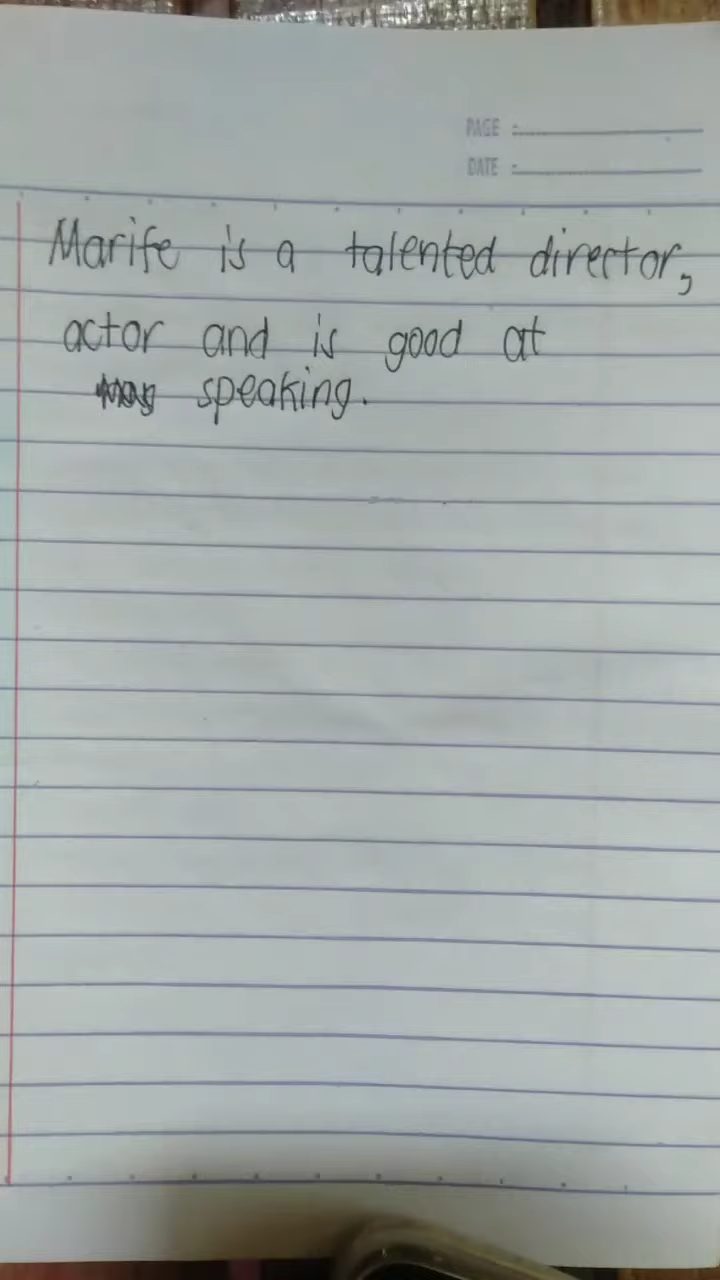 PAGE :
DATE :
Marife is a talented director,
actor and is good at
speaking.